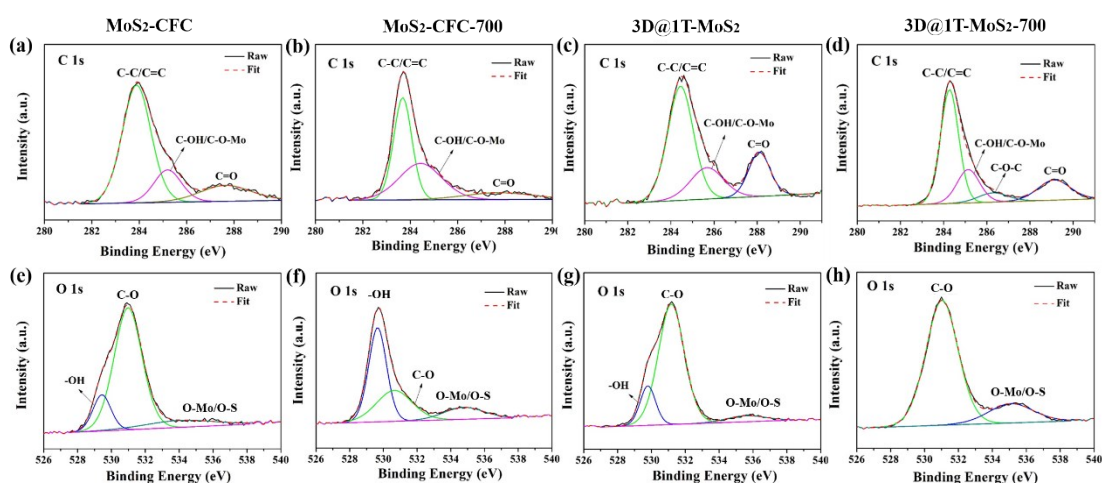 MoS2-CFC
MoS2-CFC-700
3D@1T-MoS2
3D@1T-MoS2-700
(a)
C 1s
Raw
Fit
C-C/C=C
C-OH/C-O-Mo
C=O
Intensity (a.u.)
280 282 284 286 288 290
Binding Energy (eV)
(b)
C 1s
Raw
Fit
C-C/C=C
C-OH/C-O-Mo
C=O
Intensity (a.u.)
280 282 284 286 288 290
Binding Energy (eV)
(c)
C 1s
Raw
Fit
C-C/C=C
C-OH/C-O-Mo
C=O
Intensity (a.u.)
280 282 284 286 288 290
Binding Energy (eV)
(d)
C 1s
Raw
Fit
C-C/C=C
C-OH/C-O-Mo
C-O-C
C=O
Intensity (a.u.)
280 282 284 286 288 290
Binding Energy (eV)
(e)
O 1s
Raw
Fit
C-O
-OH
O-Mo/O-S
Intensity (a.u.)
526 528 530 532 534 536 538 540
Binding Energy (eV)
(f)
O 1s
Raw
Fit
-OH
C-O
O-Mo/O-S
Intensity (a.u.)
526 528 530 532 534 536 538 540
Binding Energy (eV)
(g)
O 1s
Raw
Fit
C-O
-OH
O-Mo/O-S
Intensity (a.u.)
526 528 530 532 534 536 538 540
Binding Energy (eV)
(h)
O 1s
Raw
Fit
C-O
O-Mo/O-S
Intensity (a.u.)
526 528 530 532 534 536 538 540
Binding Energy (eV)